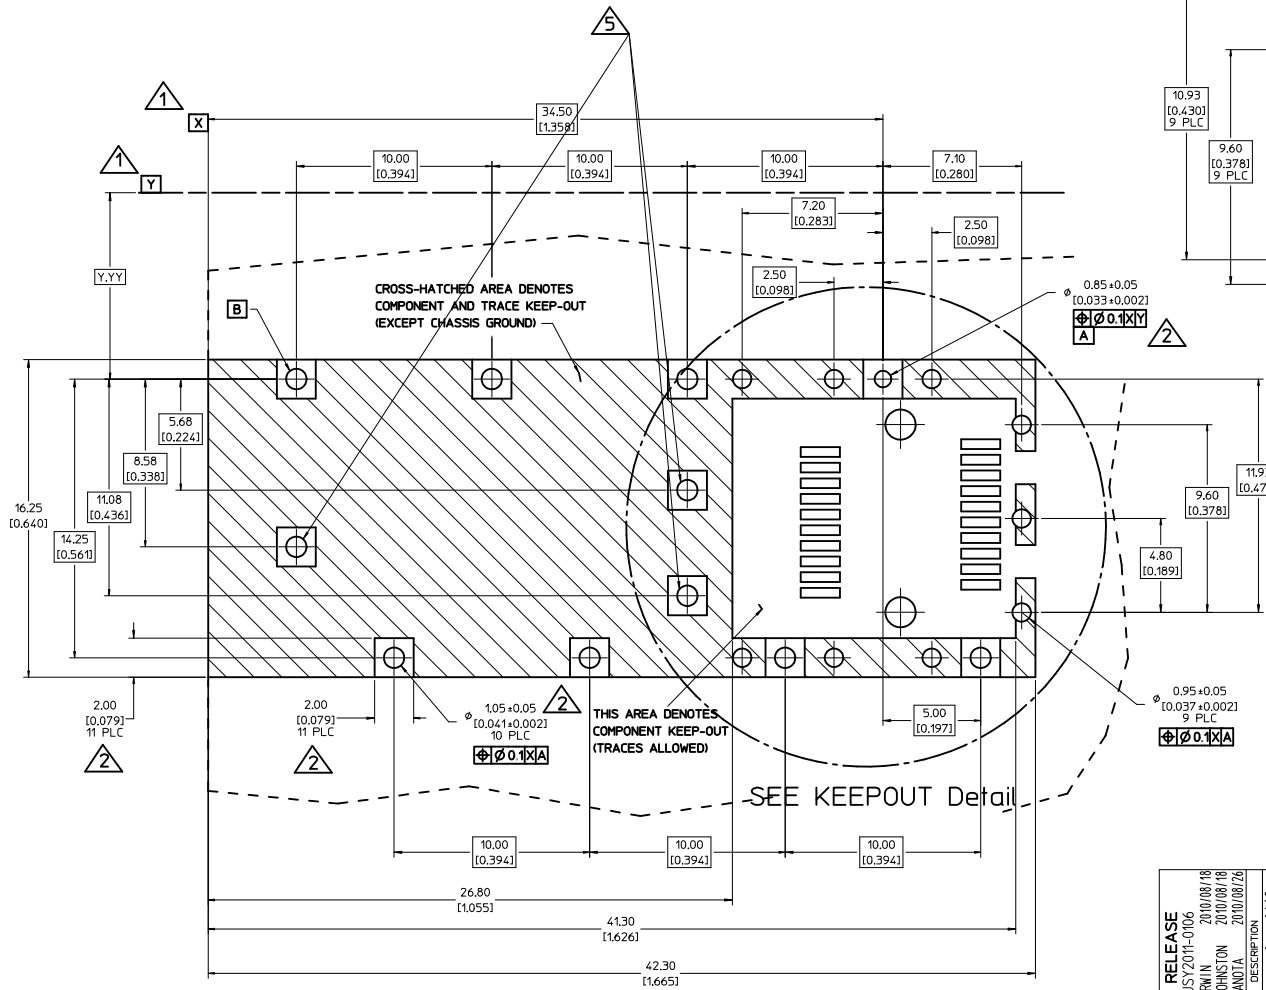 5
1
X
34.50
[1.358]
10.93
[0.430]
9 PLC
9.60
[0.378]
9 PLC
1
Y
10.00
[0.394]
10.00
[0.394]
10.00
[0.394]
7.10
[0.280]
7.20
[0.283]
2.50
[0.098]
Y.YY
2.50
[0.098]
CROSS-HATCHED AREA DENOTES
COMPONENT AND TRACE KEEP-OUT
(EXCEPT CHASSIS GROUND)
B
⌀ 0.85±0.05
[0.033±0.002]
⌖ ⌀ 0.1 X Y
A
2
5.68
[0.224]
8.58
[0.338]
11.08
[0.436]
16.25
[0.640]
14.25
[0.561]
9.60
[0.378]
4.80
[0.189]
2.00
[0.079]
11 PLC
2
2.00
[0.079]
11 PLC
2
⌀ 1.05±0.05
[0.041±0.002]
10 PLC
⌖ ⌀ 0.1 X A
2
THIS AREA DENOTES
COMPONENT KEEP-OUT
(TRACES ALLOWED)
5.00
[0.197]
⌀ 0.95±0.05
[0.037±0.002]
9 PLC
⌖ ⌀ 0.1 X A
SEE KEEPOUT Detail
10.00
[0.394]
10.00
[0.394]
10.00
[0.394]
26.80
[1.055]
41.30
[1.626]
42.30
[1.665]
RELEASE
2010/08/18
2010/08/18
2010/08/26
DESCRIPTION